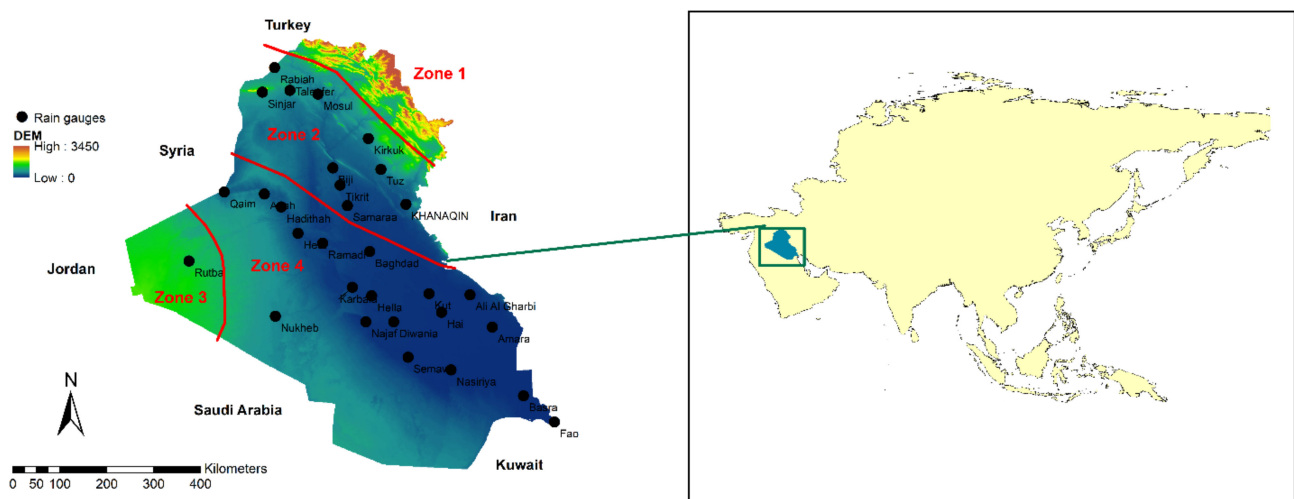 Turkey
Zone 1
Rabiah
Talegfer
Sinjar
Mosul
Rain gauges
DEM
High : 3450
Low : 0
Zone 2
Syria
Kirkuk
Biji
Tuz
Tikrit
Qaim
Anah
Samaraa
KHANAQIN
Hadithah
Iran
Heet
Ramadi
Baghdad
Jordan
Rutba
Zone 4
Zone 3
Karbala
Hella
Kut
Ali Al Gharbi
Nukheb
Najaf
Diwania
Hai
Amara
Semawa
Nasiriya
N
Saudi Arabia
Basra
Fao
Kuwait
Kilometers
0 50 100 200 300 400